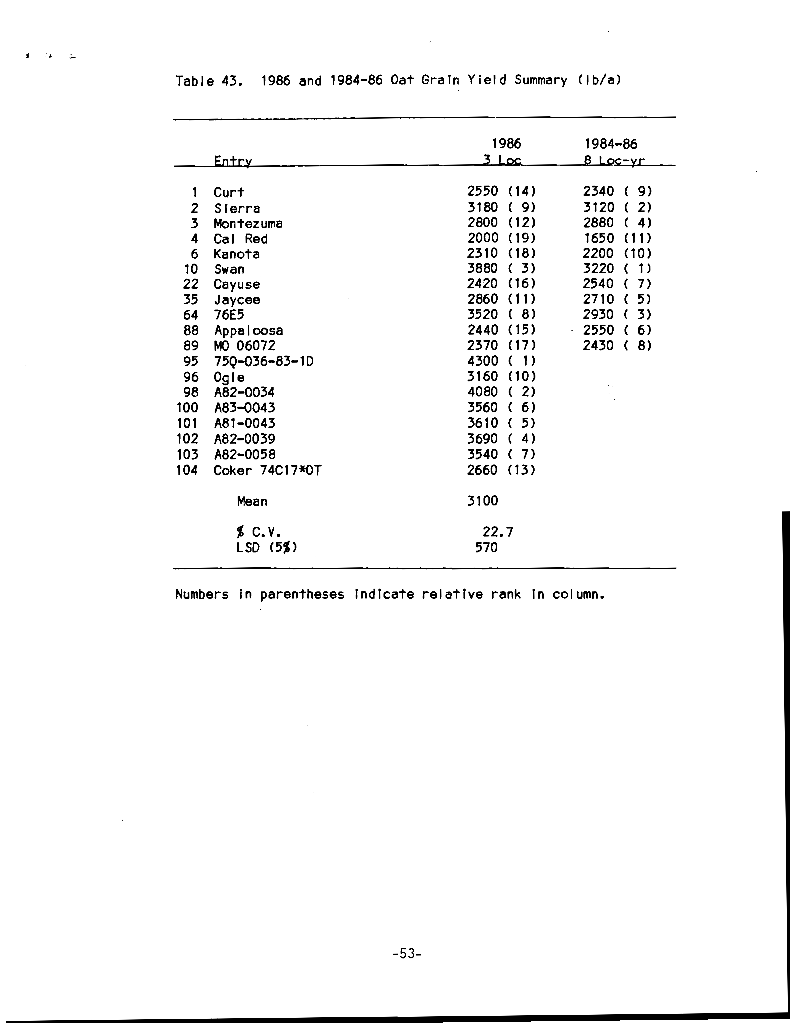 Table 43. 1986 and 1984-86 Oat Grain Yield Summary (lb/a)
1986 1984-86
Entry 3 Loc 8 Loc-yr
1 Curt 2550 (14) 2340 ( 9)
2 Sierra 3180 ( 9) 3120 ( 2)
3 Montezuma 2800 (12) 2880 ( 4)
4 Cal Red 2000 (19) 1650 (11)
6 Kanota 2310 (18) 2200 (10)
10 Swan 3880 ( 3) 3220 ( 1)
22 Cayuse 2420 (16) 2540 ( 7)
35 Jaycee 2860 (11) 2710 ( 5)
64 76E5 3520 ( 8) 2930 ( 3)
88 Appaloosa 2440 (15) 2550 ( 6)
89 MO 06072 2370 (17) 2430 ( 8)
95 75Q-036-83-1D 4300 ( 1)
96 Ogle 3160 (10)
98 A82-0034 4080 ( 2)
100 A83-0043 3560 ( 6)
101 A81-0043 3610 ( 5)
102 A82-0039 3690 ( 4)
103 A82-0058 3540 ( 7)
104 Coker 74C17*OT 2660 (13)
Mean 3100
% C.V. 22.7
LSD (5%) 570
Numbers in parentheses indicate relative rank in column.
-53-